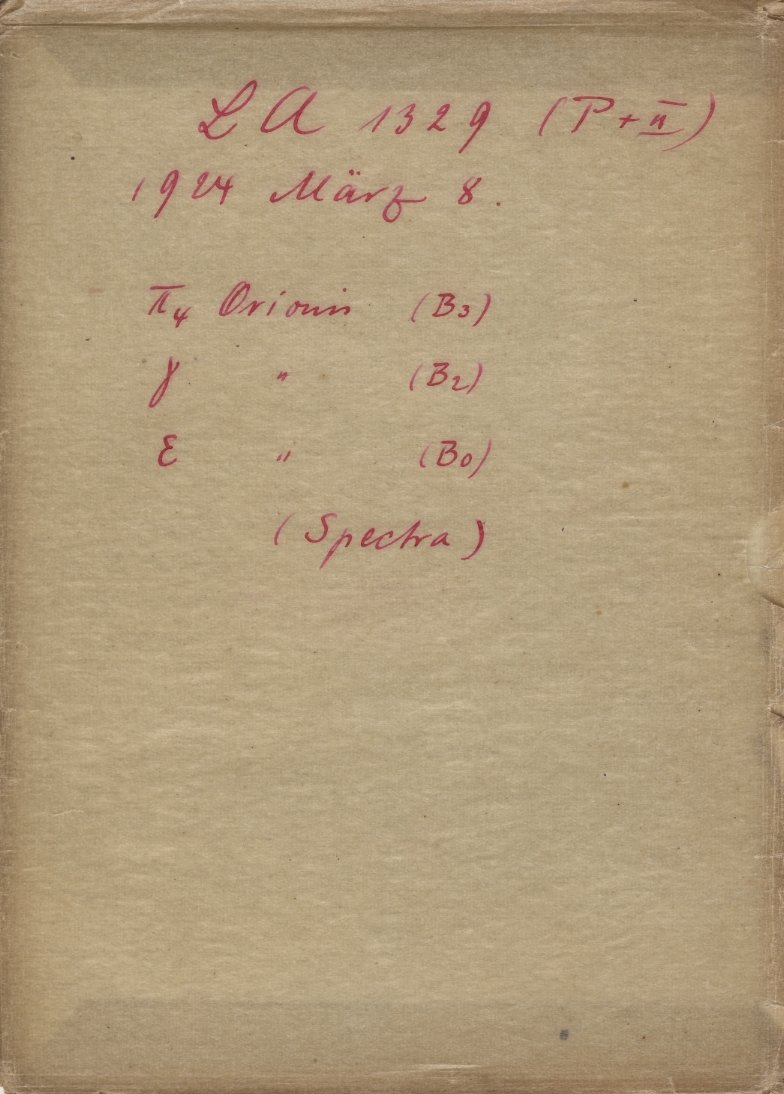 LA 1329 (P + II)
1924 März 8.
π4 Orionis (B3)
γ " (B2)
ε " (B0)
(Spectra)